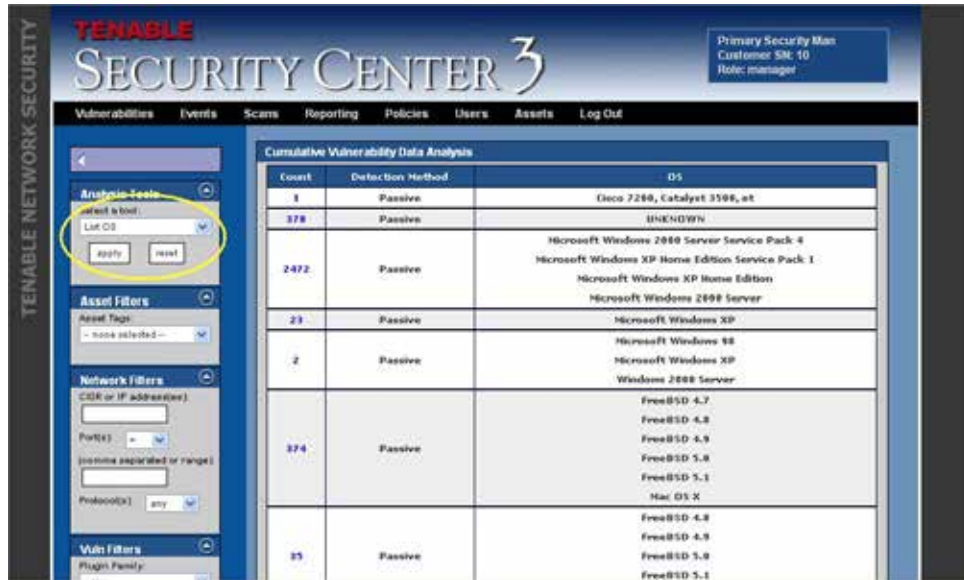 TENABLE NETWORK SECURITY
TENABLE
SECURITY CENTER 3
Primary Security Man
Customer SN: 10
Role: manager
Vulnerabilities Events Scans Reporting Policies Users Assets Log Out
Analysis Tools
Select a tool:
List OS
apply reset
Asset Filters
Asset Tags:
-- none selected --
Network Filters
CIDR or IP address(es):
Port(s): =
(comma separated or range)
Protocol(s): any
Vuln Filters
Plugin Family:
Cumulative Vulnerability Data Analysis
Count Detection Method OS
1 Passive Cisco 7200, Catalyst 3500, et
378 Passive UNKNOWN
2472 Passive Microsoft Windows 2000 Server Service Pack 4
Microsoft Windows XP Home Edition Service Pack 1
Microsoft Windows XP Home Edition
Microsoft Windows 2000 Server
23 Passive Microsoft Windows XP
2 Passive Microsoft Windows 98
Microsoft Windows XP
Windows 2000 Server
374 Passive FreeBSD 4.7
FreeBSD 4.8
FreeBSD 4.9
FreeBSD 5.0
FreeBSD 5.1
Mac OS X
35 Passive FreeBSD 4.8
FreeBSD 4.9
FreeBSD 5.0
FreeBSD 5.1